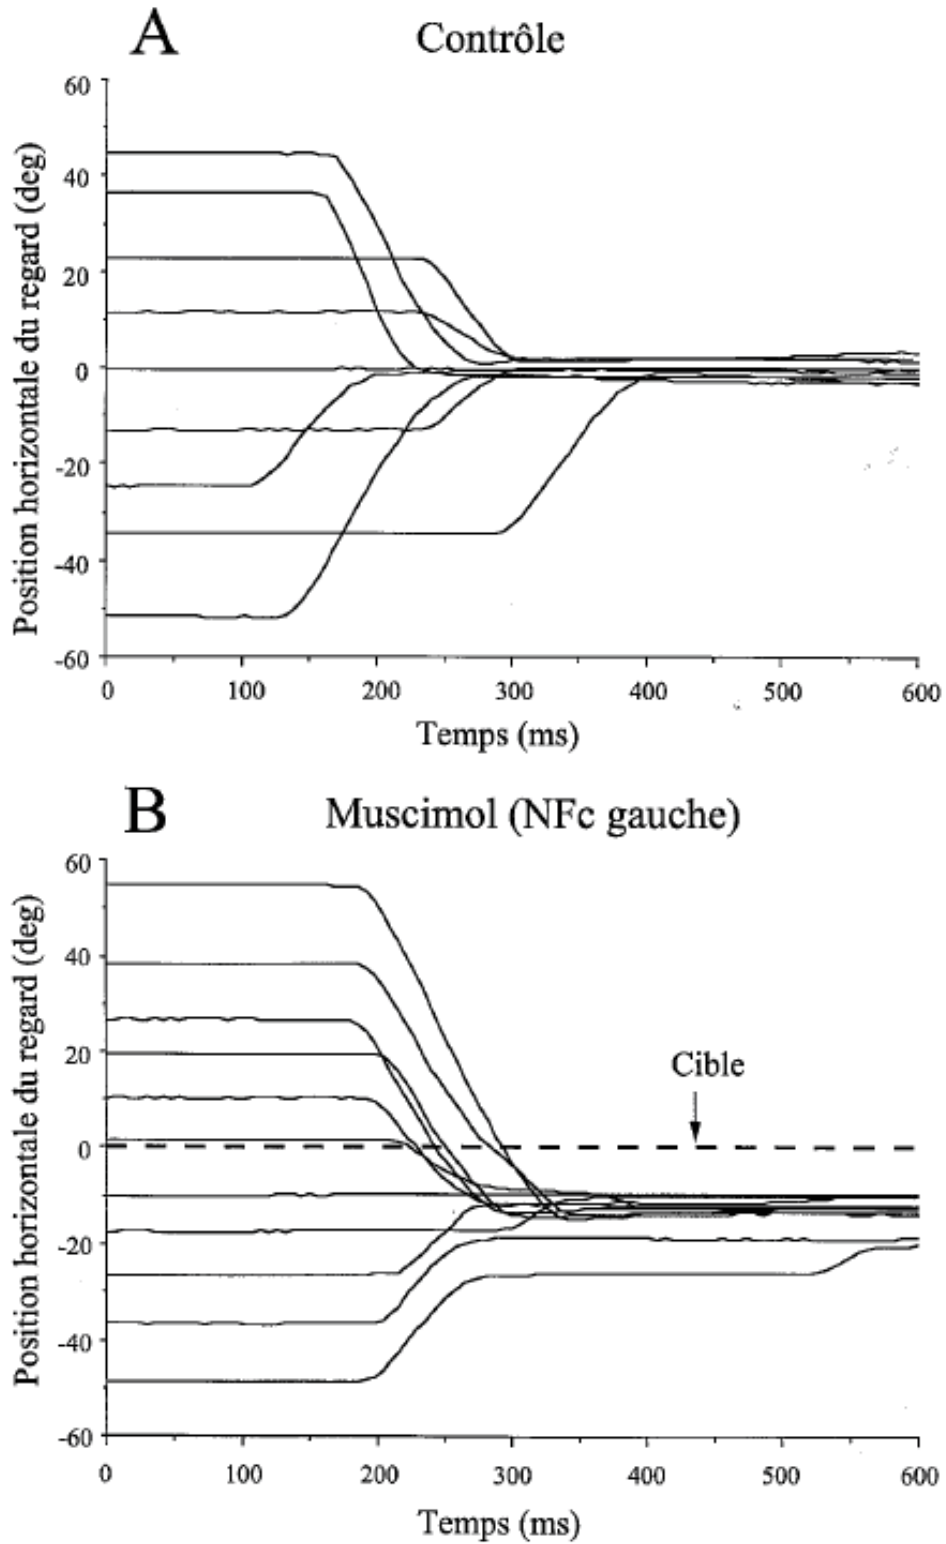 A
Contrôle
Position horizontale du regard (deg)
60
40
20
0
-20
-40
-60
0 100 200 300 400 500 600
Temps (ms)
B
Muscimol (NFc gauche)
Position horizontale du regard (deg)
60
40
20
0
-20
-40
-60
Cible
0 100 200 300 400 500 600
Temps (ms)